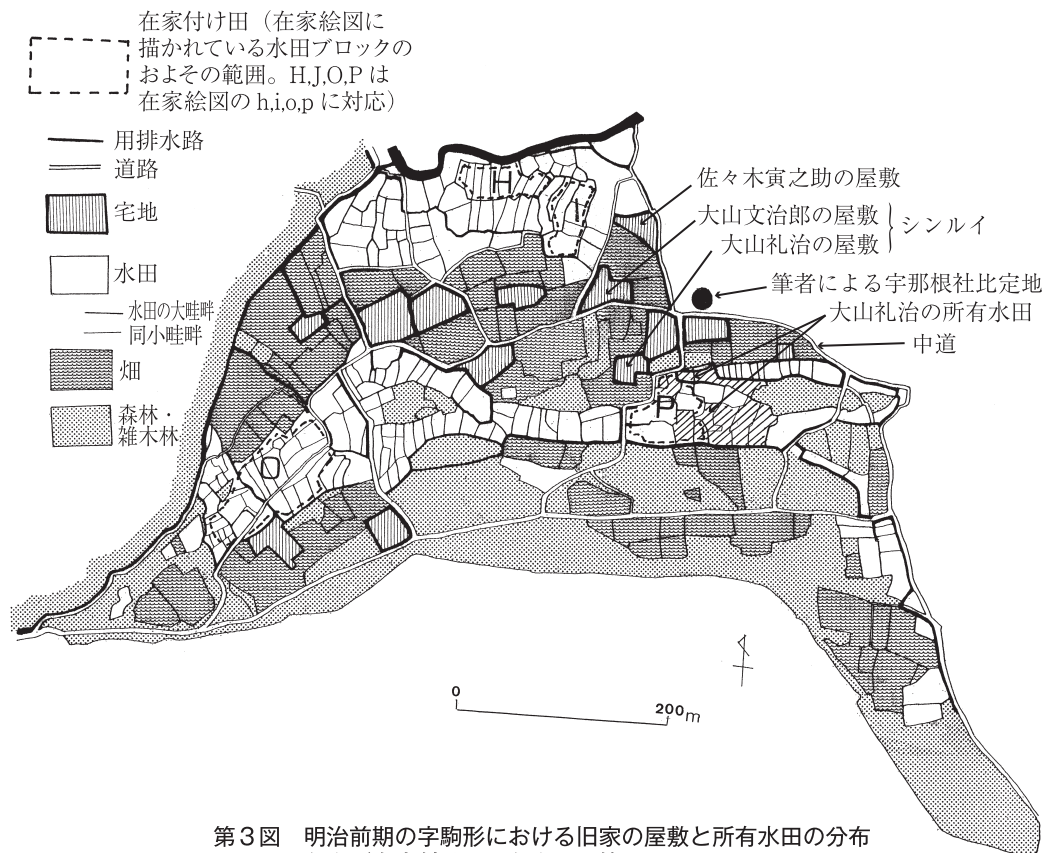 在家付け田（在家絵図に
描かれている水田ブロックの
およその範囲。H,J,O,P は
在家絵図の h,i,o,p に対応）
用排水路
道路
宅地
水田
水田の大畦畔
同小畦畔
畑
森林・
雑木林
佐々木寅之助の屋敷
大山文治郎の屋敷
大山礼治の屋敷
シンルイ
筆者による宇那根社比定地
大山礼治の所有水田
中道
H
I
P
O
0
200m
第３図　明治前期の字駒形における旧家の屋敷と所有水田の分布